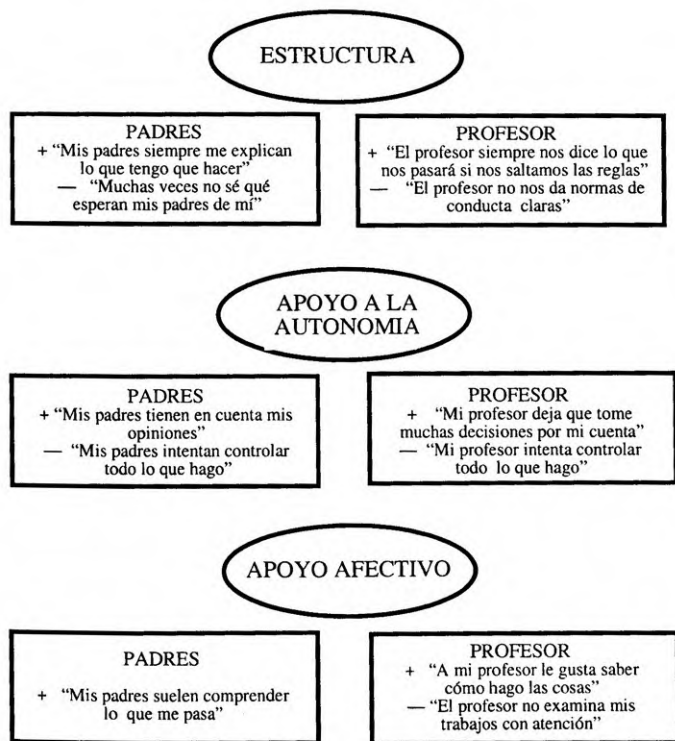 ESTRUCTURA
PADRES
+ “Mis padres siempre me explican
lo que tengo que hacer”
— “Muchas veces no sé qué
esperan mis padres de mí”
PROFESOR
+ “El profesor siempre nos dice lo que
nos pasará si nos saltamos las reglas”
— “El profesor no nos da normas de
conducta claras”
APOYO A LA
AUTONOMIA
PADRES
+ “Mis padres tienen en cuenta mis
opiniones”
— “Mis padres intentan controlar
todo lo que hago”
PROFESOR
+ “Mi profesor deja que tome
muchas decisiones por mi cuenta”
— “Mi profesor intenta controlar
todo lo que hago”
APOYO AFECTIVO
PADRES
+ “Mis padres suelen comprender
lo que me pasa”
PROFESOR
+ “A mi profesor le gusta saber
cómo hago las cosas”
— “El profesor no examina mis
trabajos con atención”